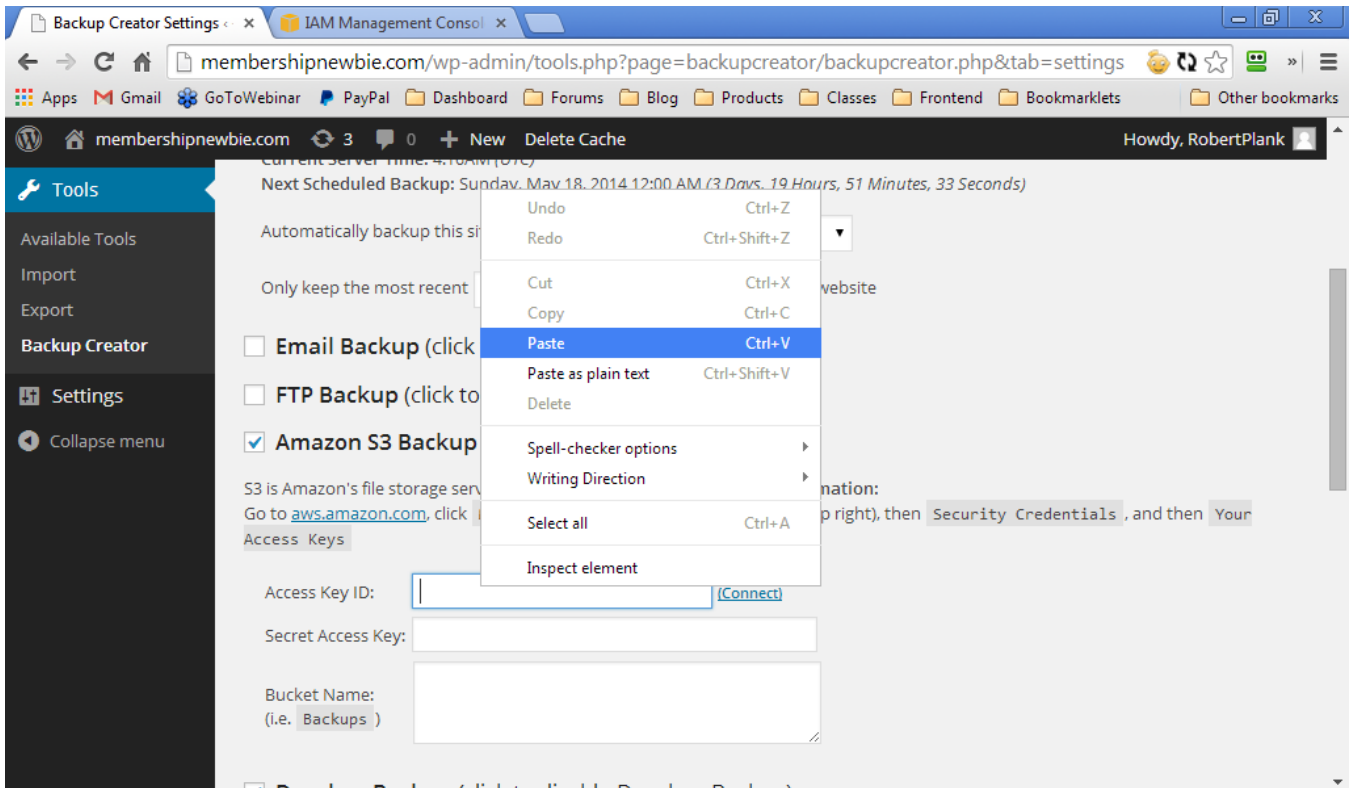 Backup Creator Settings ‹
IAM Management Consol
membershipnewbie.com/wp-admin/tools.php?page=backupcreator/backupcreator.php&tab=settings
Apps Gmail GoToWebinar PayPal Dashboard Forums Blog Products Classes Frontend Bookmarklets Other bookmarks
membershipnewbie.com 3 0 + New Delete Cache Howdy, RobertPlank
Current Server Time: 4:10AM (UTC)
Tools
Available Tools
Import
Export
Backup Creator
Settings
Collapse menu
Next Scheduled Backup: Sunday, May 18, 2014 12:00 AM (3 Days, 19 Hours, 51 Minutes, 33 Seconds)
Automatically backup this si
Only keep the most recent website
Email Backup (click
FTP Backup (click to
Amazon S3 Backup
Undo Ctrl+Z
Redo Ctrl+Shift+Z
Cut Ctrl+X
Copy Ctrl+C
Paste Ctrl+V
Paste as plain text Ctrl+Shift+V
Delete
Spell-checker options
Writing Direction
Select all Ctrl+A
Inspect element
S3 is Amazon's file storage serv mation:
Go to aws.amazon.com, click p right), then Security Credentials , and then Your
Access Keys
Access Key ID: (Connect)
Secret Access Key:
Bucket Name:
(i.e. Backups )